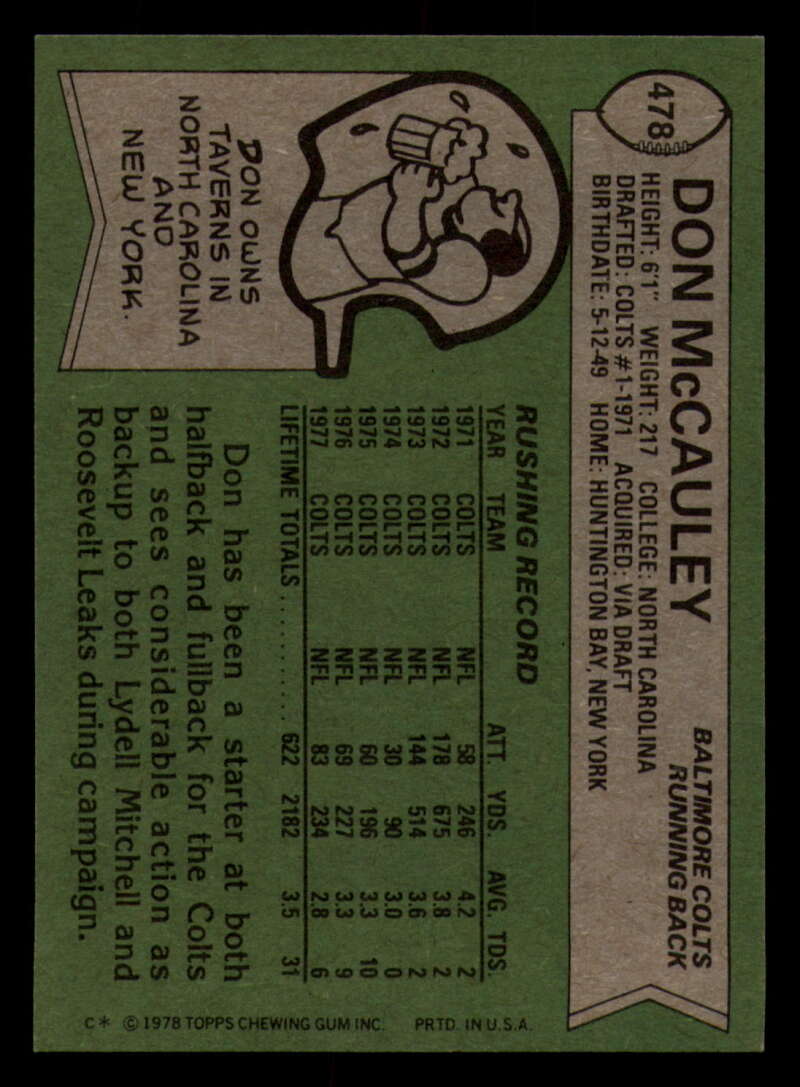 478
DON McCAULEY
BALTIMORE COLTS
RUNNING BACK
HEIGHT: 6'1" WEIGHT: 217 COLLEGE: NORTH CAROLINA
DRAFTED: COLTS #1-1971 ACQUIRED: VIA DRAFT
BIRTHDATE: 5-12-49 HOME: HUNTINGTON BAY, NEW YORK
DON OWNS
TAVERNS IN
NORTH CAROLINA
AND
NEW YORK.
RUSHING RECORD
YEAR TEAM ATT. YDS. AVG. TDS.
1971 COLTS NFL 58 246 4.2 2
1972 COLTS NFL 178 675 3.8 2
1973 COLTS NFL 144 514 3.6 2
1974 COLTS NFL 30 90 3.0 0
1975 COLTS NFL 60 196 3.3 10
1976 COLTS NFL 69 227 3.3 9
1977 COLTS NFL 83 234 2.8 6
LIFETIME TOTALS ............ 622 2182 3.5 31
Don has been a starter at both
halfback and fullback for the Colts
and sees considerable action as
backup to both Lydell Mitchell and
Roosevelt Leaks during campaign.
C* © 1978 TOPPS CHEWING GUM INC. PRTD. IN U.S.A.